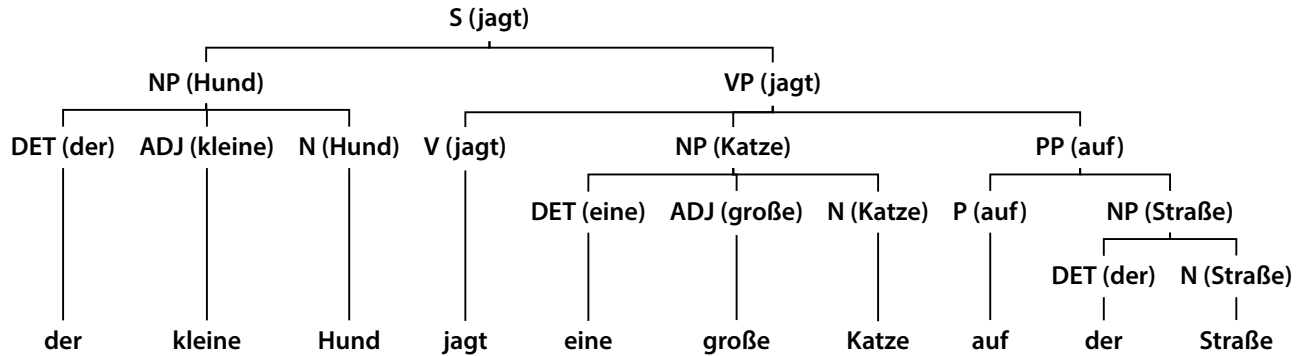 S (jagt)
NP (Hund) VP (jagt)
DET (der) ADJ (kleine) N (Hund) V (jagt) NP (Katze) PP (auf)
DET (eine) ADJ (große) N (Katze) P (auf) NP (Straße)
DET (der) N (Straße)
der kleine Hund jagt eine große Katze auf der Straße